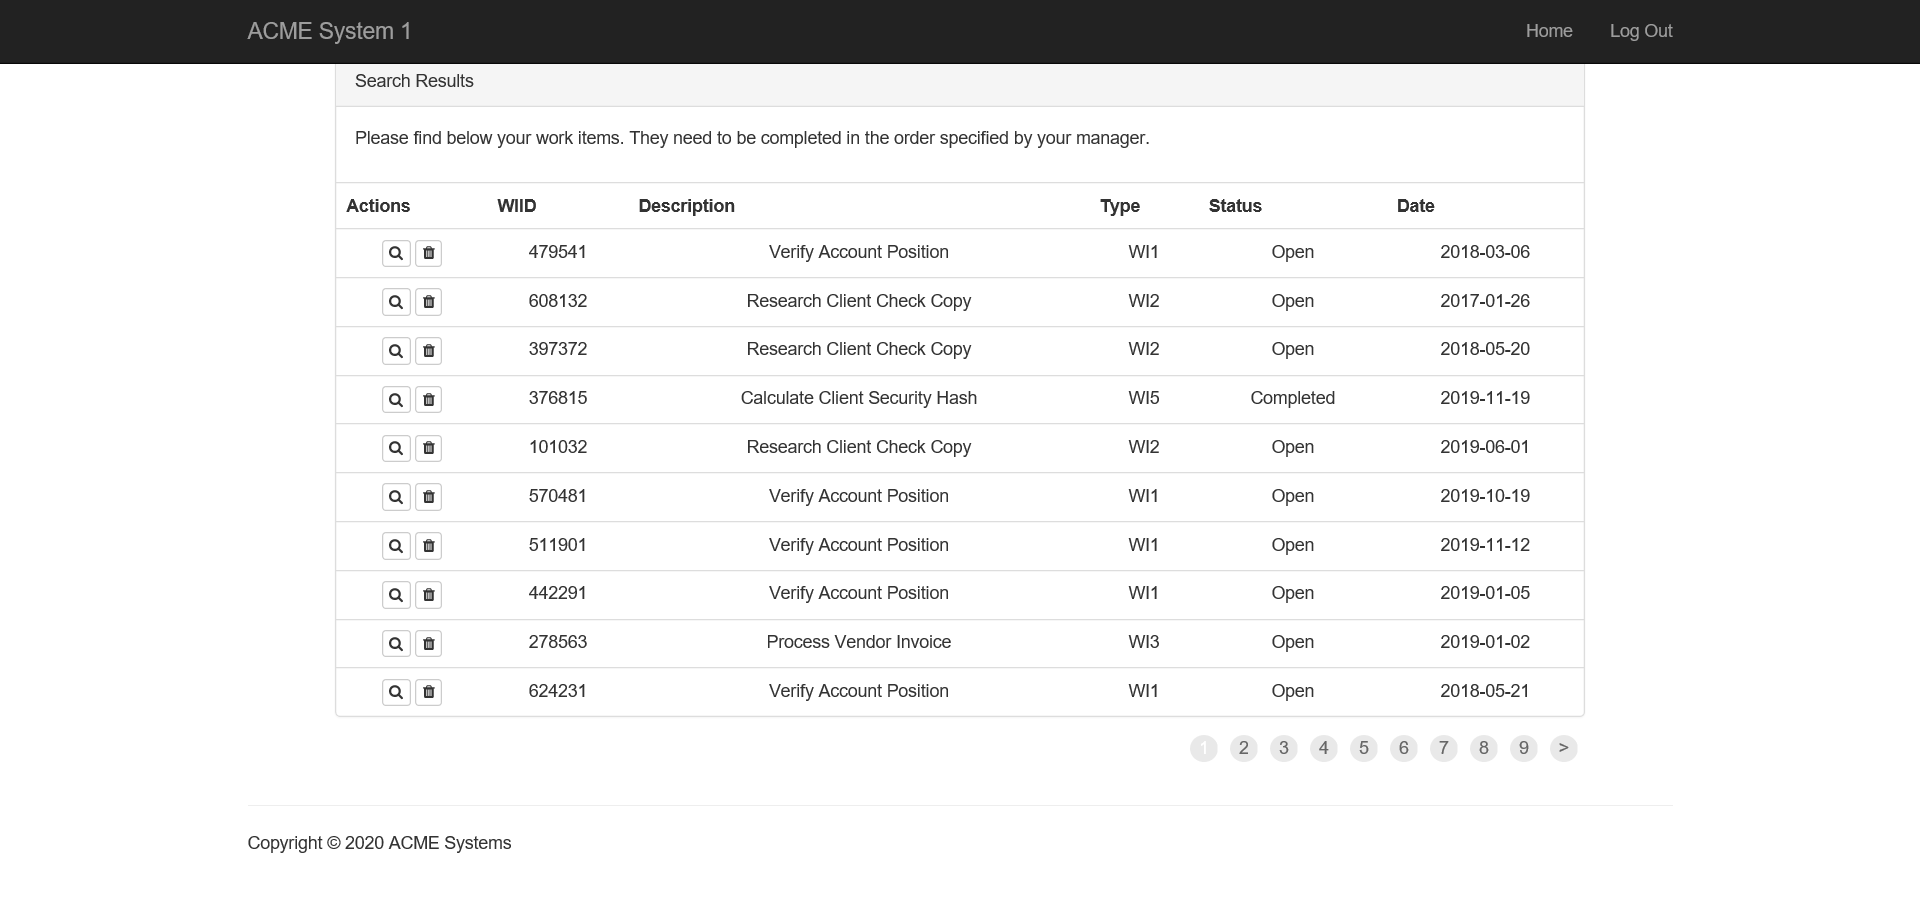 ACME System 1 Home Log Out
Search Results
Please find below your work items. They need to be completed in the order specified by your manager.
Actions WIID Description Type Status Date
479541 Verify Account Position WI1 Open 2018-03-06
608132 Research Client Check Copy WI2 Open 2017-01-26
397372 Research Client Check Copy WI2 Open 2018-05-20
376815 Calculate Client Security Hash WI5 Completed 2019-11-19
101032 Research Client Check Copy WI2 Open 2019-06-01
570481 Verify Account Position WI1 Open 2019-10-19
511901 Verify Account Position WI1 Open 2019-11-12
442291 Verify Account Position WI1 Open 2019-01-05
278563 Process Vendor Invoice WI3 Open 2019-01-02
624231 Verify Account Position WI1 Open 2018-05-21
1 2 3 4 5 6 7 8 9 >
Copyright © 2020 ACME Systems